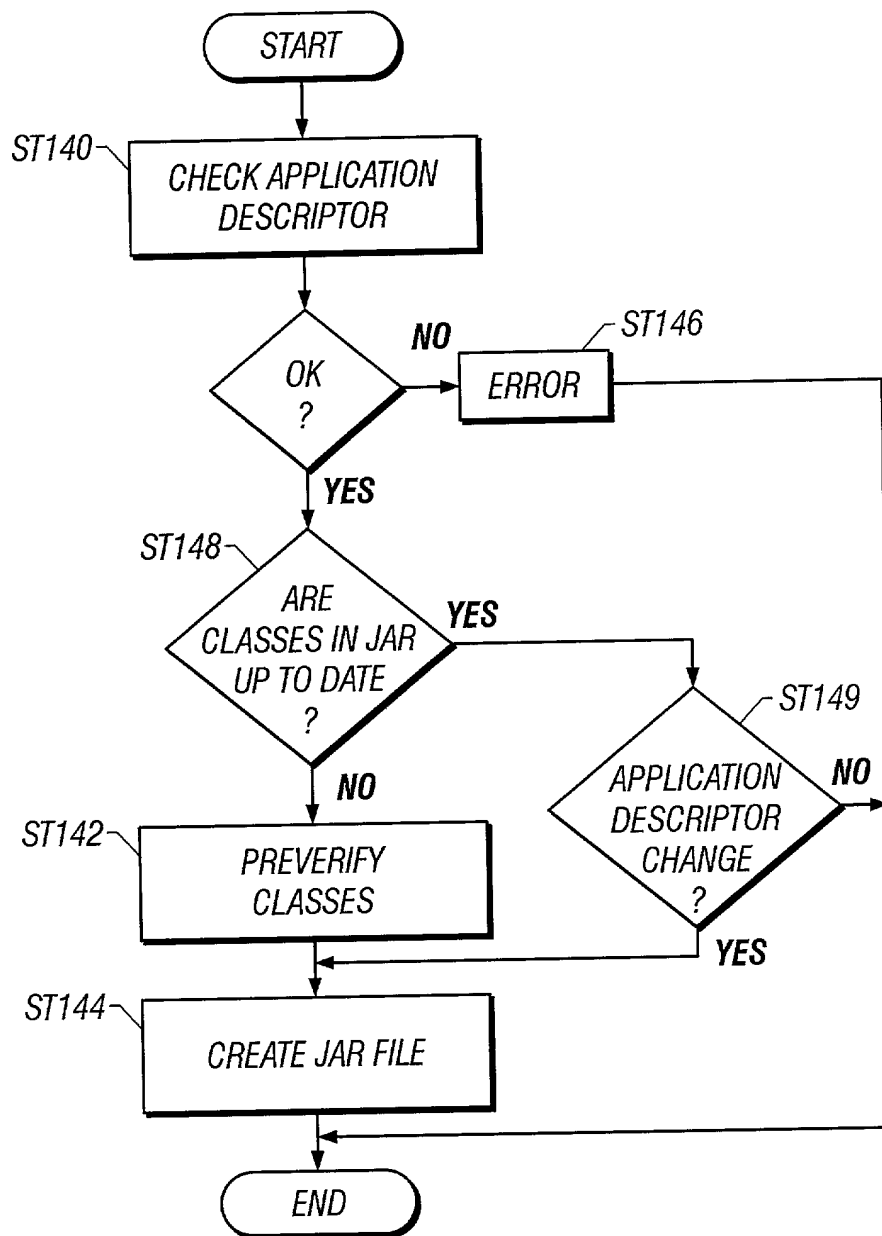 START
ST140
CHECK APPLICATION
DESCRIPTOR
OK
?
NO
ST146
ERROR
YES
ST148
ARE
CLASSES IN JAR
UP TO DATE
?
YES
ST149
APPLICATION
DESCRIPTOR
CHANGE
?
NO
NO
ST142
PREVERIFY
CLASSES
YES
ST144
CREATE JAR FILE
END